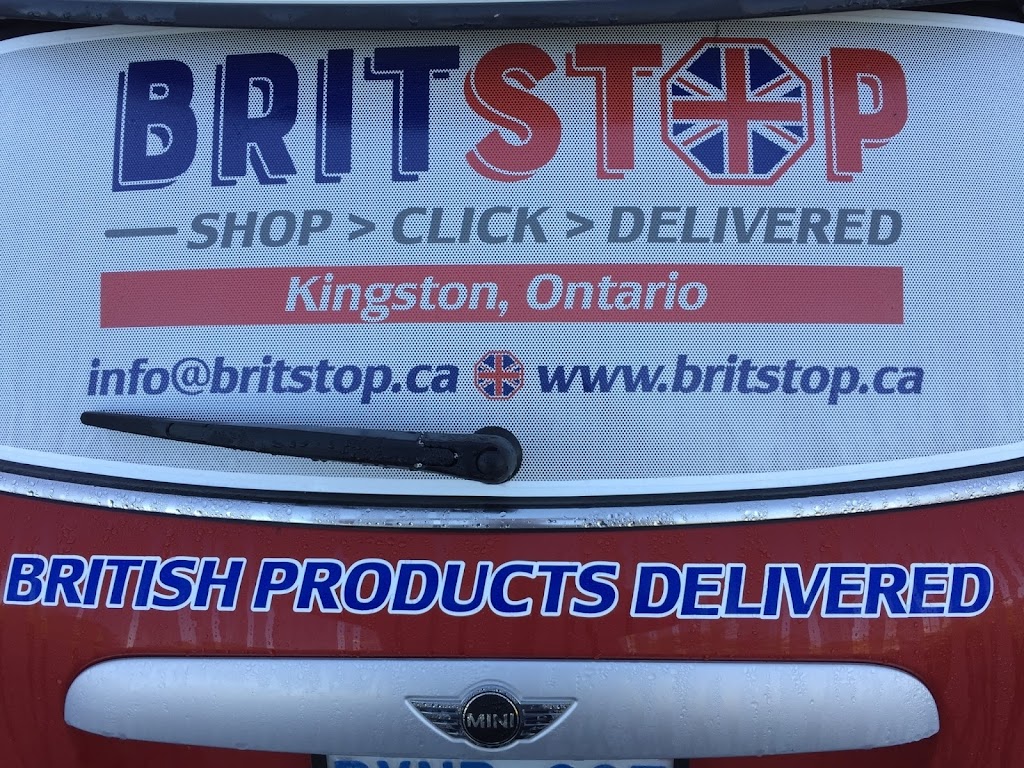 BRITSTOP
SHOP > CLICK > DELIVERED
Kingston, Ontario
info@britstop.ca www.britstop.ca
BRITISH PRODUCTS DELIVERED
MINI